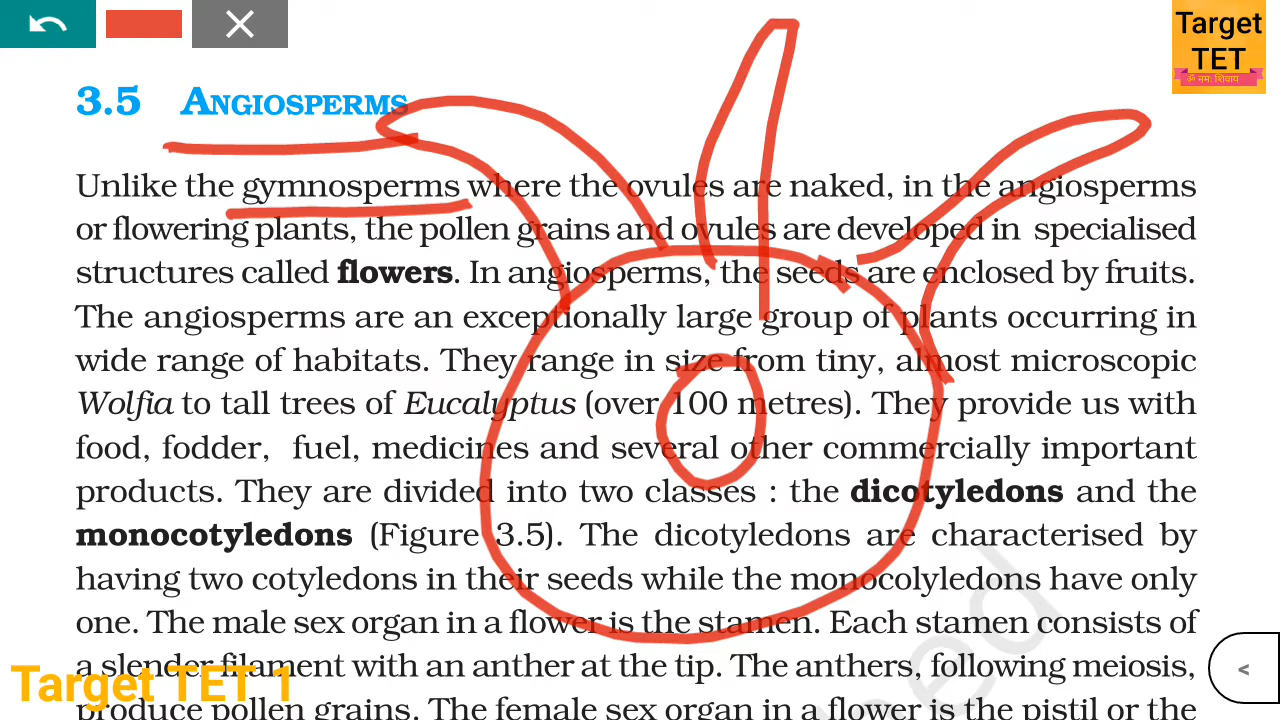 Target
TET
ॐ नमः शिवाय
3.5 ANGIOSPERMS
Unlike the gymnosperms where the ovules are naked, in the angiosperms
or flowering plants, the pollen grains and ovules are developed in specialised
structures called flowers. In angiosperms, the seeds are enclosed by fruits.
The angiosperms are an exceptionally large group of plants occurring in
wide range of habitats. They range in size from tiny, almost microscopic
Wolfia to tall trees of Eucalyptus (over 100 metres). They provide us with
food, fodder, fuel, medicines and several other commercially important
products. They are divided into two classes : the dicotyledons and the
monocotyledons (Figure 3.5). The dicotyledons are characterised by
having two cotyledons in their seeds while the monocolyledons have only
one. The male sex organ in a flower is the stamen. Each stamen consists of
a slender filament with an anther at the tip. The anthers, following meiosis,
produce pollen grains. The female sex organ in a flower is the pistil or the
Target TET 1
<